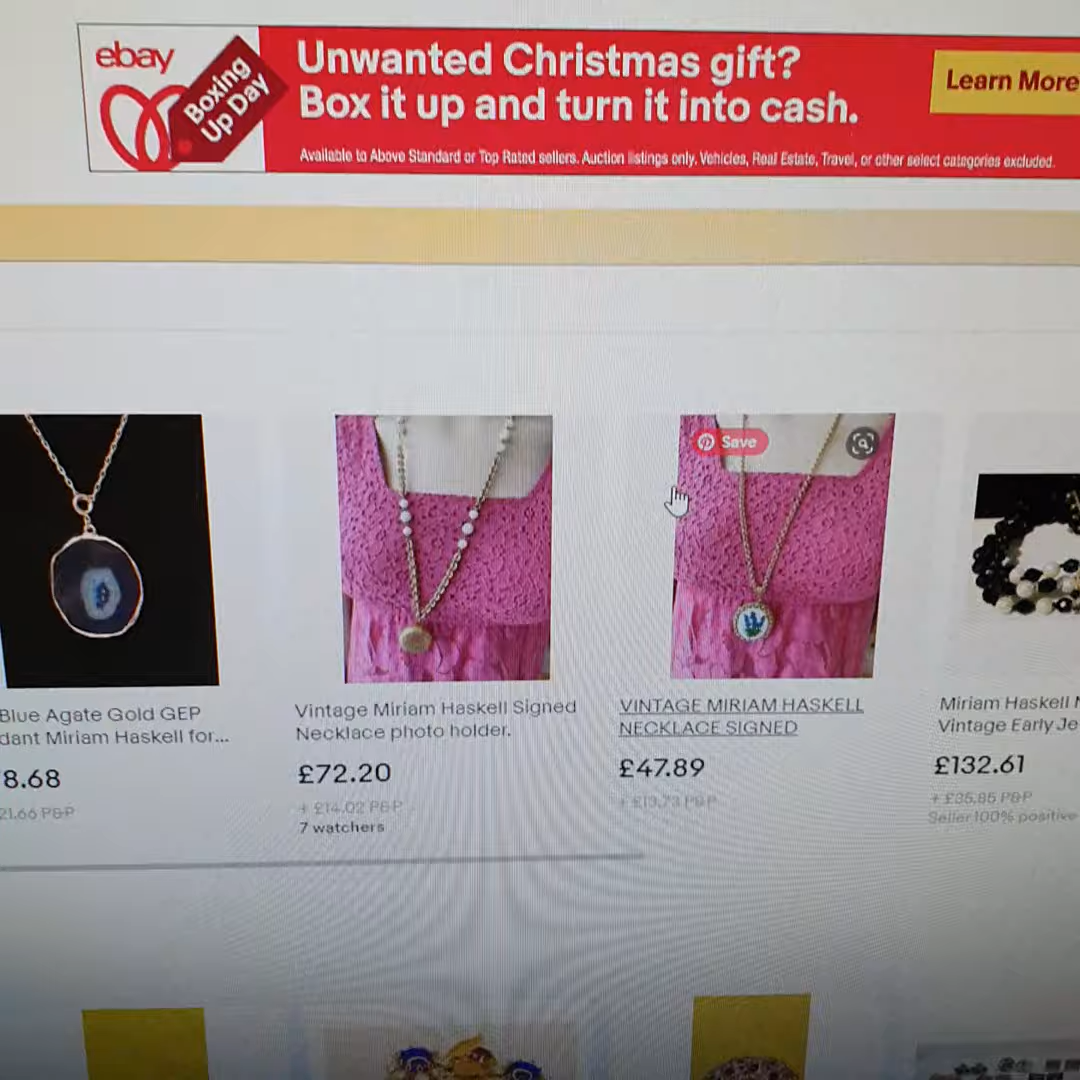 ebay
Boxing
Up Day
Unwanted Christmas gift?
Box it up and turn it into cash.
Available to Above Standard or Top Rated sellers. Auction listings only. Vehicles, Real Estate, Travel, or other select categories excluded.
Learn More
Save
Blue Agate Gold GEP
dant Miriam Haskell for...
8.68
21.66 P&P
Vintage Miriam Haskell Signed
Necklace photo holder.
£72.20
+ £14.02 P&P
7 watchers
VINTAGE MIRIAM HASKELL
NECKLACE SIGNED
£47.89
+ £13.73 P&P
Miriam Haskell
Vintage Early Je
£132.61
+ £35.85 P&P
Seller 100% positive